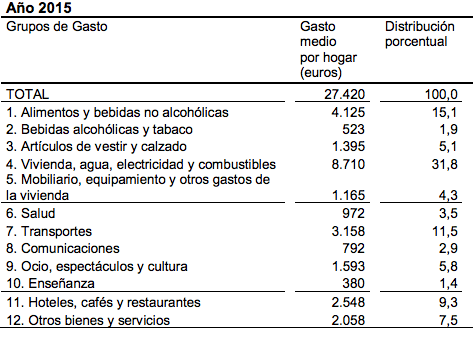 Año 2015
Grupos de Gasto Gasto medio por hogar (euros) Distribución porcentual
TOTAL 27.420 100,0
1. Alimentos y bebidas no alcohólicas 4.125 15,1
2. Bebidas alcohólicas y tabaco 523 1,9
3. Artículos de vestir y calzado 1.395 5,1
4. Vivienda, agua, electricidad y combustibles 8.710 31,8
5. Mobiliario, equipamiento y otros gastos de
la vivienda 1.165 4,3
6. Salud 972 3,5
7. Transportes 3.158 11,5
8. Comunicaciones 792 2,9
9. Ocio, espectáculos y cultura 1.593 5,8
10. Enseñanza 380 1,4
11. Hoteles, cafés y restaurantes 2.548 9,3
12. Otros bienes y servicios 2.058 7,5